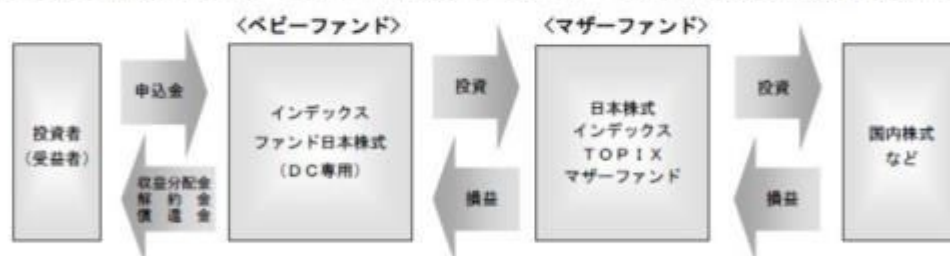 〈ベビーファンド〉
〈マザーファンド〉
投資者
（受益者）
申込金
収益分配金
解約金
償還金
インデックス
ファンド日本株式
（ＤＣ専用）
投資
損益
日本株式
インデックス
ＴＯＰＩＸ
マザーファンド
投資
損益
国内株式
など